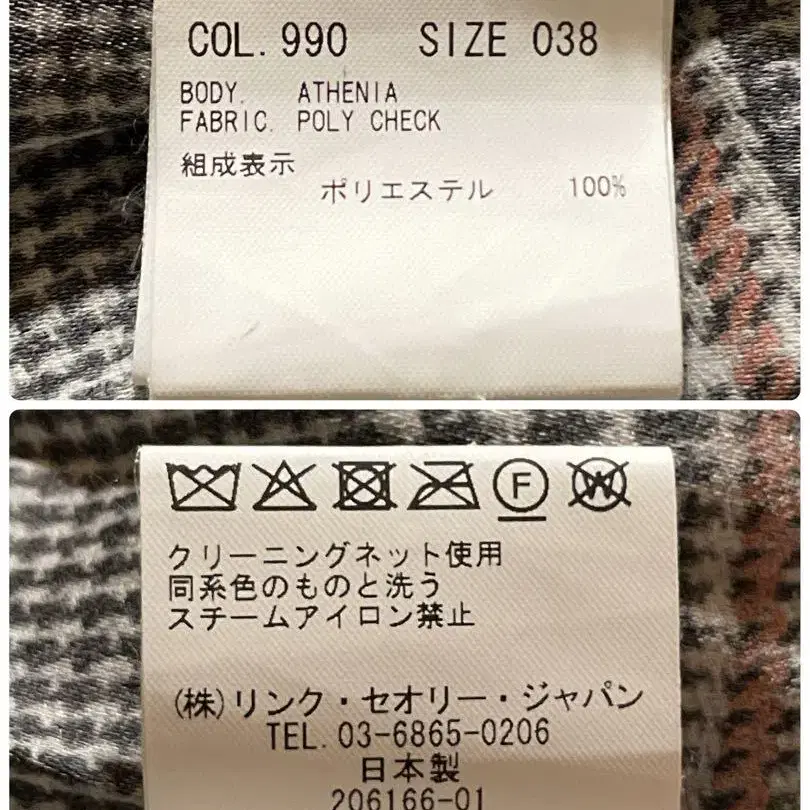 COL. 990 SIZE 038
BODY. ATHENIA
FABRIC. POLY CHECK
組成表示
ポリエステル 100%
F
W
クリーニングネット使用
同系色のものと洗う
スチームアイロン禁止
(株)リンク・セオリー・ジャパン
TEL. 03-6865-0206
日本製
206166-01